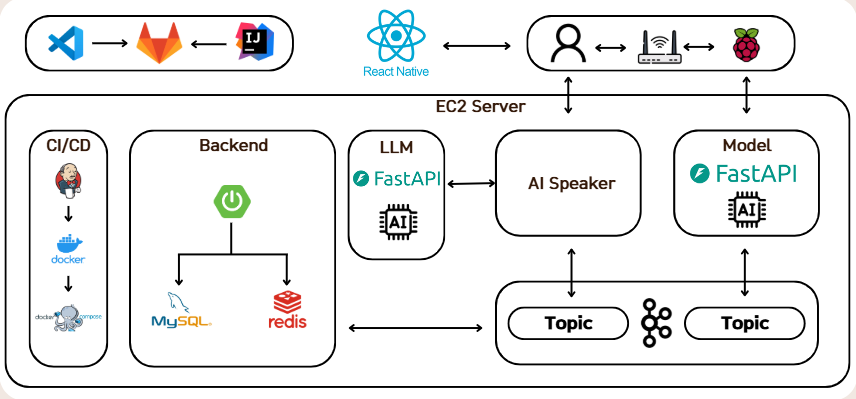 IJ
React Native
EC2 Server
CI/CD
docker
docker compose
Backend
MySQL®
redis
LLM
FastAPI
AI
AI Speaker
Model
FastAPI
AI
Topic
Topic